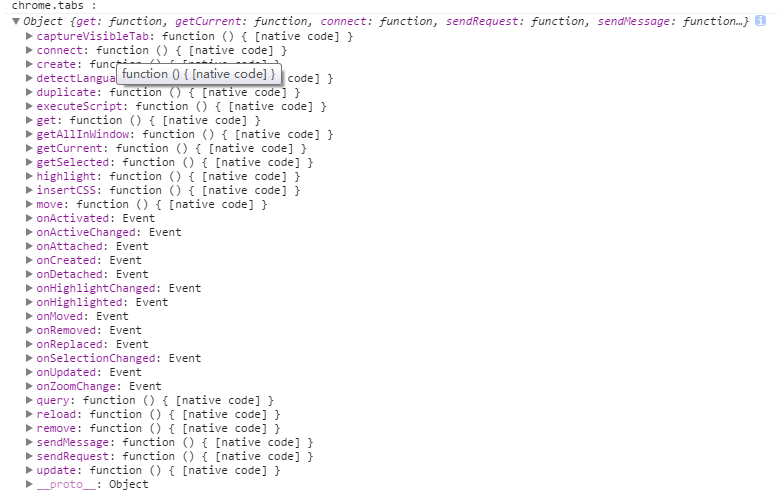 chrome.tabs :
▼Object {get: function, getCurrent: function, connect: function, sendRequest: function, sendMessage: function…} i
▶captureVisibleTab: function () { [native code] }
▶connect: function () { [native code] }
▶create: function () { [native code] }
function () { [native code] }
▶detectLangua code] }
▶duplicate: function () { [native code] }
▶executeScript: function () { [native code] }
▶get: function () { [native code] }
▶getAllInWindow: function () { [native code] }
▶getCurrent: function () { [native code] }
▶getSelected: function () { [native code] }
▶highlight: function () { [native code] }
▶insertCSS: function () { [native code] }
▶move: function () { [native code] }
▶onActivated: Event
▶onActiveChanged: Event
▶onAttached: Event
▶onCreated: Event
▶onDetached: Event
▶onHighlightChanged: Event
▶onHighlighted: Event
▶onMoved: Event
▶onRemoved: Event
▶onReplaced: Event
▶onSelectionChanged: Event
▶onUpdated: Event
▶onZoomChange: Event
▶query: function () { [native code] }
▶reload: function () { [native code] }
▶remove: function () { [native code] }
▶sendMessage: function () { [native code] }
▶sendRequest: function () { [native code] }
▶update: function () { [native code] }
▶__proto__: Object